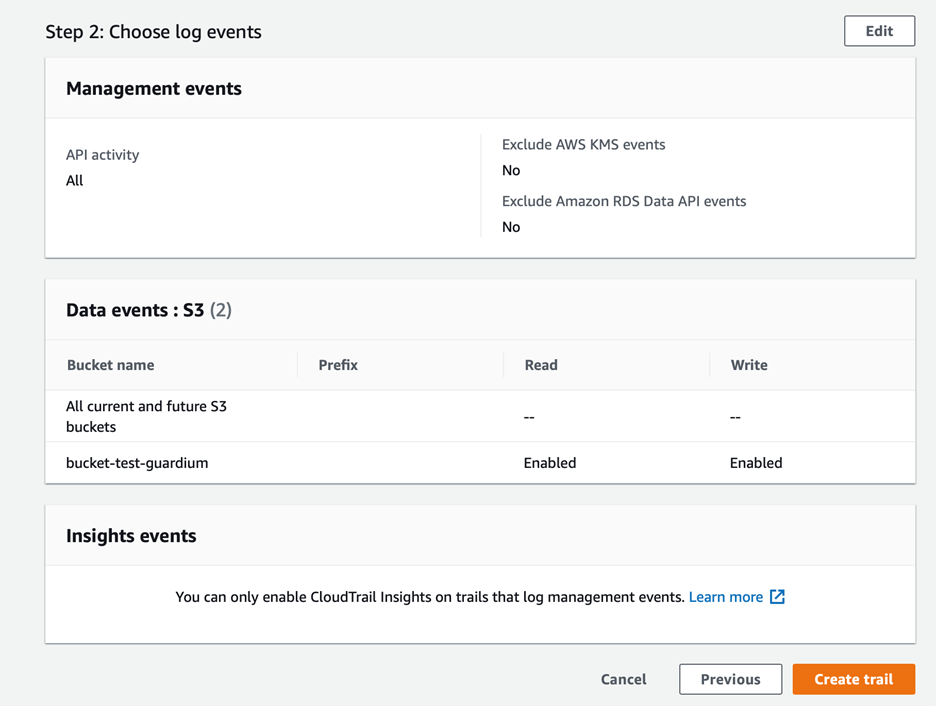 Step 2: Choose log events
Edit
Management events
API activity
All
Exclude AWS KMS events
No
Exclude Amazon RDS Data API events
No
Data events : S3 (2)
Bucket name
Prefix
Read
Write
All current and future S3
buckets
--
--
bucket-test-guardium
Enabled
Enabled
Insights events
You can only enable CloudTrail Insights on trails that log management events. Learn more
Cancel
Previous
Create trail